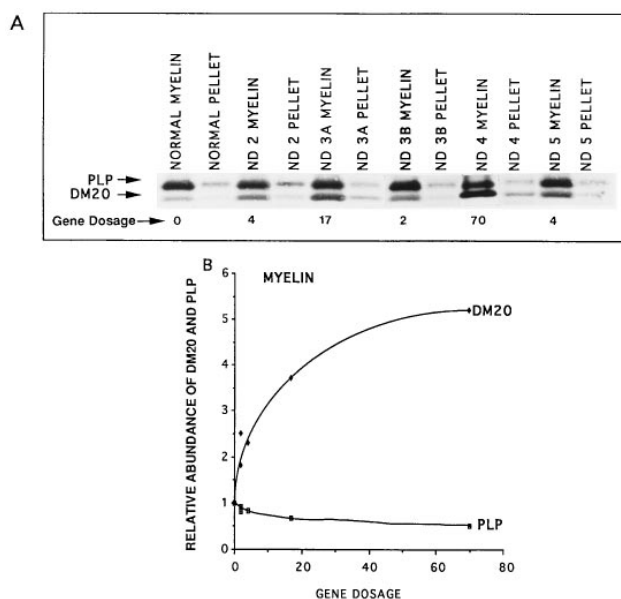 A
NORMAL MYELIN
NORMAL PELLET
ND 2 MYELIN
ND 2 PELLET
ND 3A MYELIN
ND 3A PELLET
ND 3B MYELIN
ND 3B PELLET
ND 4 MYELIN
ND 4 PELLET
ND 5 MYELIN
ND 5 PELLET
PLP
DM20
Gene Dosage 0 4 17 2 70 4
B
MYELIN
RELATIVE ABUNDANCE OF DM20 AND PLP
6
5
4
3
2
1
0
DM20
PLP
0 20 40 60 80
GENE DOSAGE